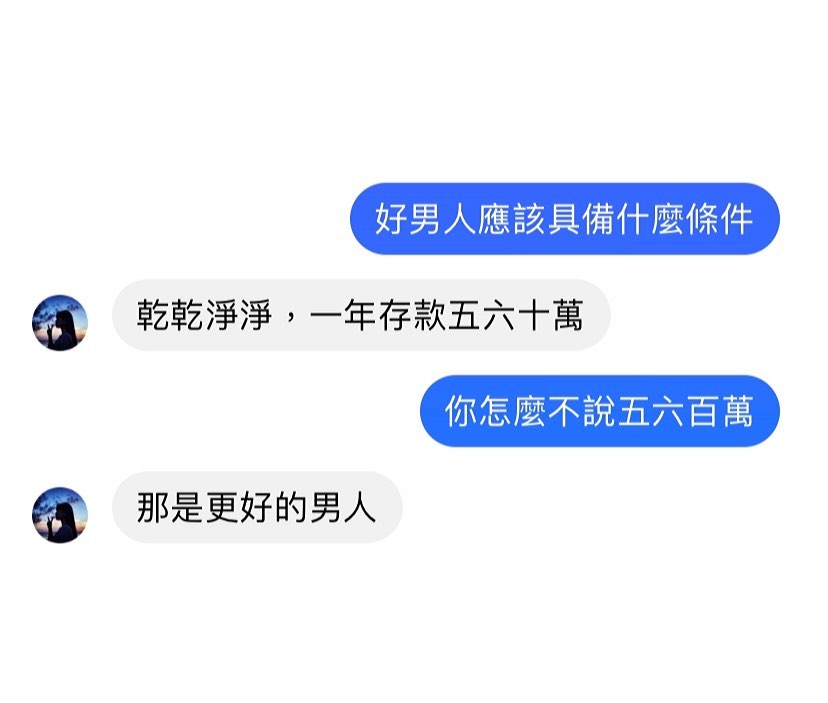 好男人應該具備什麼條件
乾乾淨淨，一年存款五六十萬
你怎麼不說五六百萬
那是更好的男人